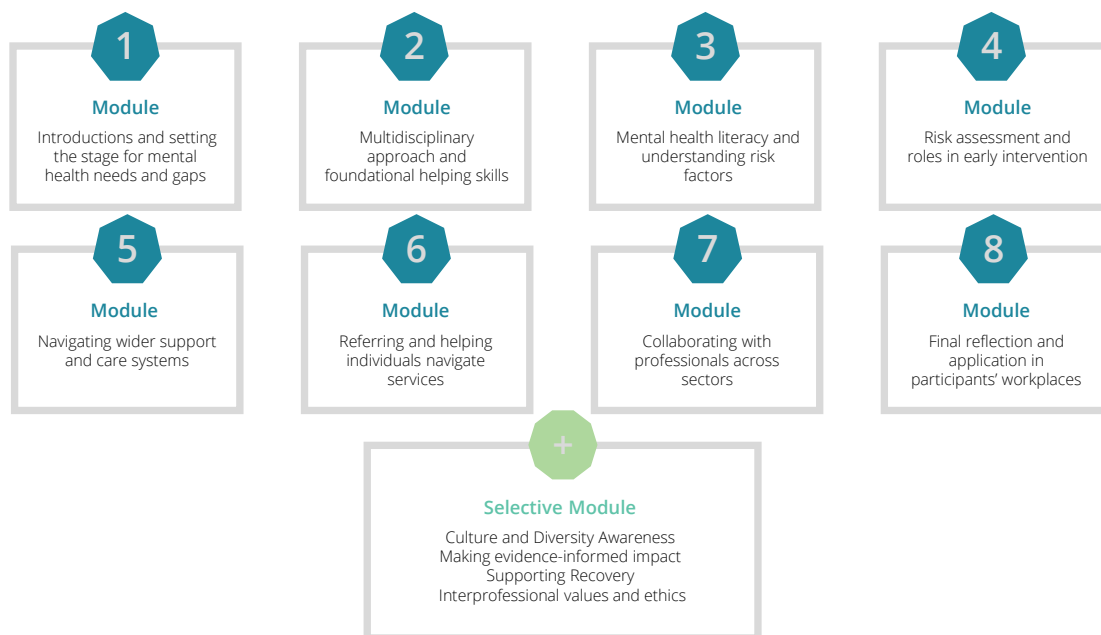 1
Module
Introductions and setting
the stage for mental
health needs and gaps
2
Module
Multidisciplinary
approach and
foundational helping skills
3
Module
Mental health literacy and
understanding risk
factors
4
Module
Risk assessment and
roles in early intervention
5
Module
Navigating wider support
and care systems
6
Module
Referring and helping
individuals navigate
services
7
Module
Collaborating with
professionals across
sectors
8
Module
Final reflection and
application in
participants’ workplaces
+
Selective Module
Culture and Diversity Awareness
Making evidence-informed impact
Supporting Recovery
Interprofessional values and ethics